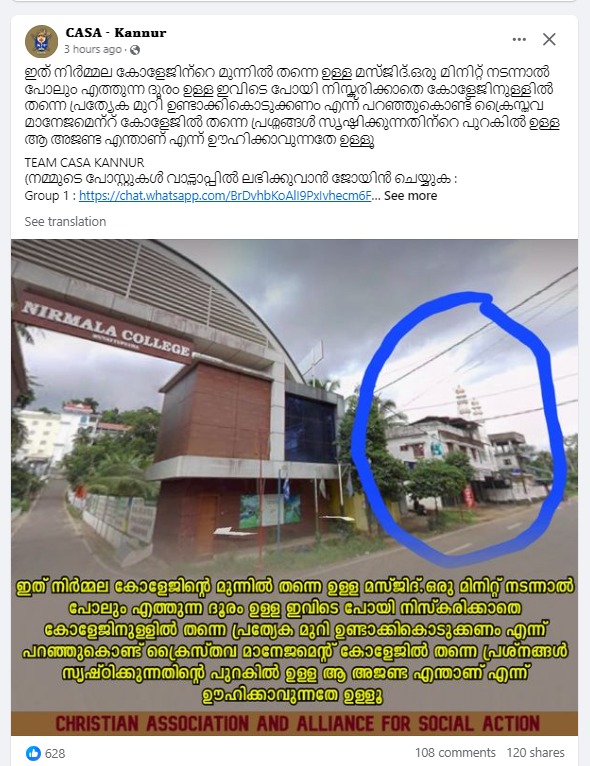 CASA - Kannur
3 hours ago
ഇത് നിർമ്മല കോളേജിന്റെ മുന്നിൽ തന്നെ ഉള്ള മസ്ജിദ്.ഒരു മിനിറ്റ് നടന്നാൽ
പോലും എത്തുന്ന ദൂരം ഉള്ള ഇവിടെ പോയി നിസ്കരിക്കാതെ കോളേജിനുള്ളിൽ
തന്നെ പ്രത്യേക മുറി ഉണ്ടാക്കികൊടുക്കണം എന്ന് പറഞ്ഞുകൊണ്ട് ക്രൈസ്തവ
മാനേജ്മെന്റ് കോളേജിൽ തന്നെ പ്രശ്നങ്ങൾ സൃഷ്ടിക്കുന്നതിന്റെ പുറകിൽ ഉള്ള
ആ അജണ്ട എന്താണ് എന്ന് ഊഹിക്കാവുന്നതേ ഉള്ളൂ
TEAM CASA KANNUR
(നമ്മുടെ പോസ്റ്റുകൾ വാട്സാപ്പിൽ ലഭിക്കുവാൻ ജോയിൻ ചെയ്യുക :
Group 1 : https://chat.whatsapp.com/BrDvhbKoAlI9PxIvhecm6F... See more
See translation
NIRMALA COLLEGE
MUVATTUPUZHA
ഇത് നിർമ്മല കോളേജിന്റെ മുന്നിൽ തന്നെ ഉള്ള മസ്ജിദ്.ഒരു മിനിറ്റ് നടന്നാൽ
പോലും എത്തുന്ന ദൂരം ഉള്ള ഇവിടെ പോയി നിസ്കരിക്കാതെ
കോളേജിനുള്ളിൽ തന്നെ പ്രത്യേക മുറി ഉണ്ടാക്കികൊടുക്കണം എന്ന്
പറഞ്ഞുകൊണ്ട് ക്രൈസ്തവ മാനേജ്മെന്റ് കോളേജിൽ തന്നെ പ്രശ്നങ്ങൾ
സൃഷ്ഠിക്കുന്നതിന്റെ പുറകിൽ ഉള്ള ആ അജണ്ട എന്താണ് എന്ന്
ഊഹിക്കാവുന്നതേ ഉള്ളൂ
CHRISTIAN ASSOCIATION AND ALLIANCE FOR SOCIAL ACTION
628
108 comments 120 shares